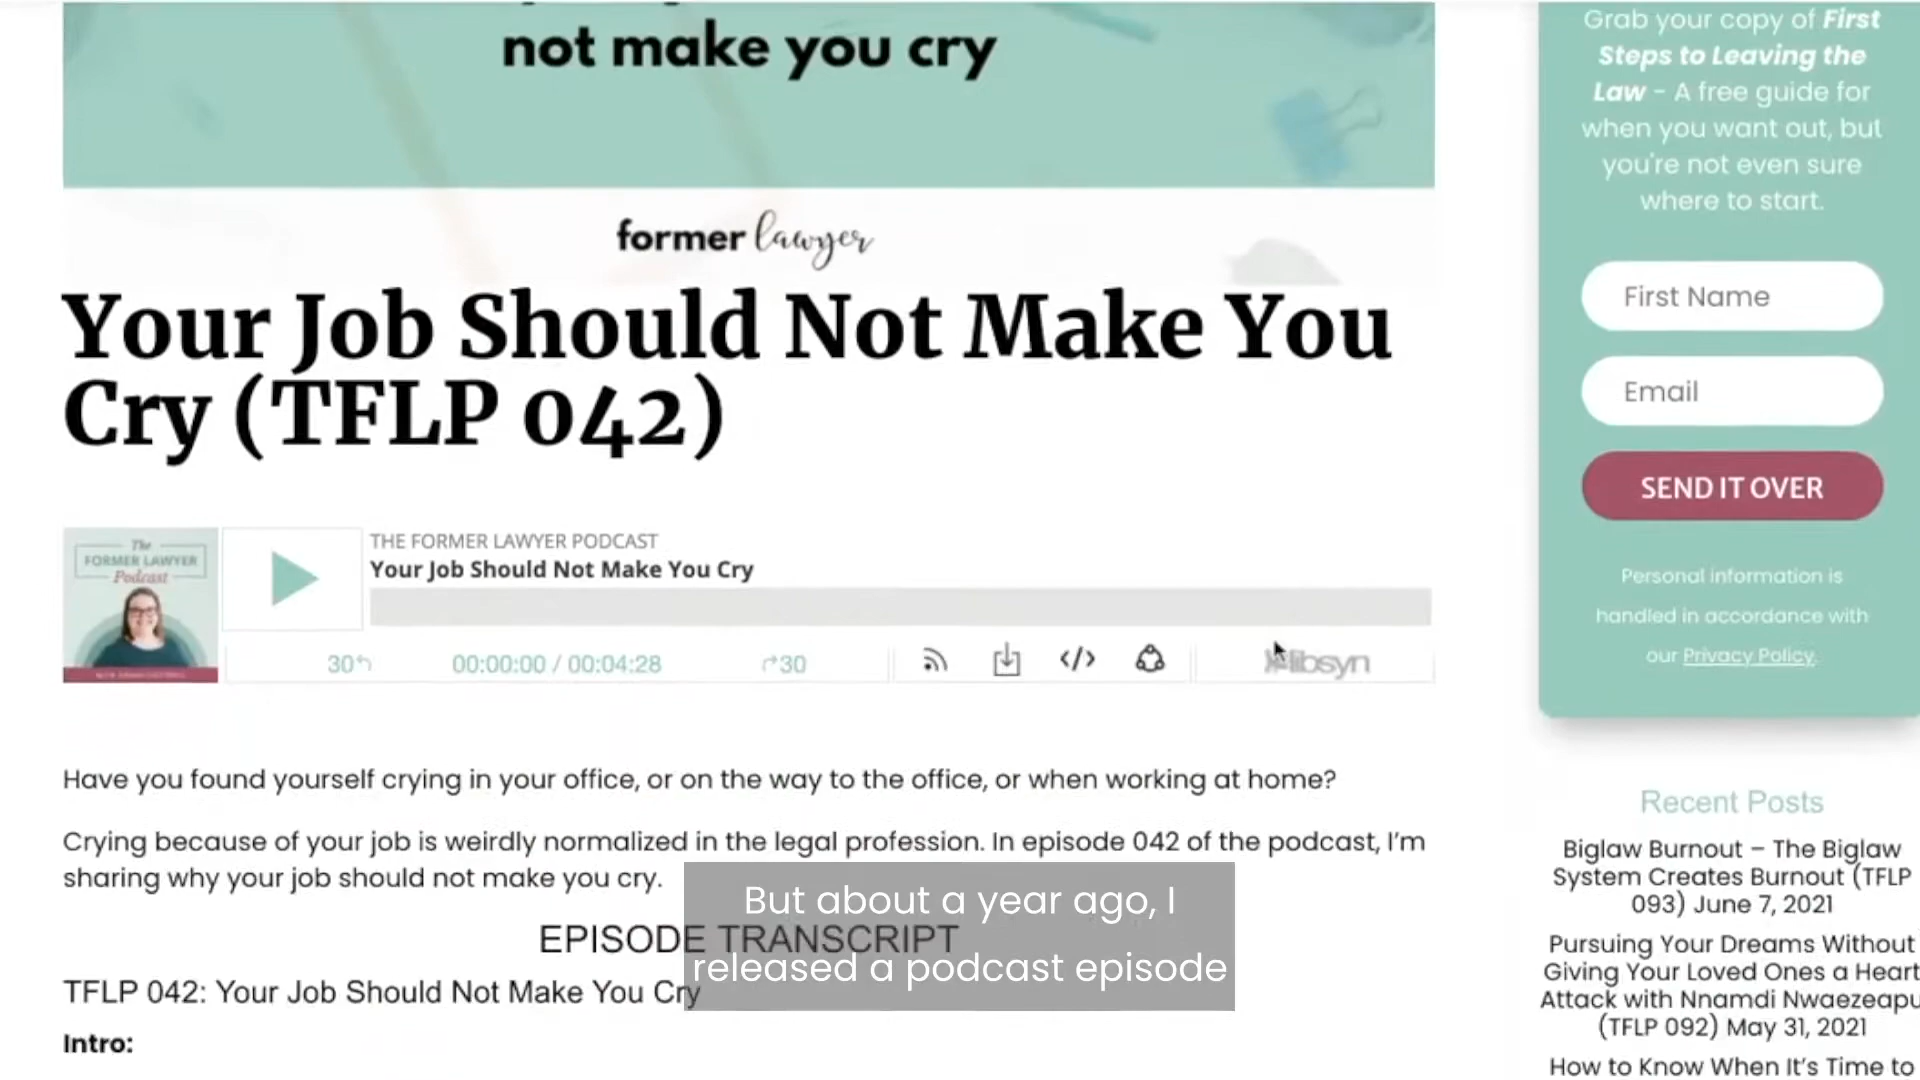 not make you cry
former lawyer
Your Job Should Not Make You
Cry (TFLP 042)
The
FORMER LAWYER
Podcast
THE FORMER LAWYER PODCAST
Your Job Should Not Make You Cry
30
00:00:00 / 00:04:28
30
libsyn
Have you found yourself crying in your office, or on the way to the office, or when working at home?
Crying because of your job is weirdly normalized in the legal profession. In episode 042 of the podcast, I'm
sharing why your job should not make you cry.
EPISODE TRANSCRIPT
TFLP 042: Your Job Should Not Make You Cry
Intro:
But about a year ago, I
released a podcast episode
Grab your copy of First
Steps to Leaving the
Law - A free guide for
when you want out, but
you're not even sure
where to start.
First Name
Email
SEND IT OVER
Personal information is
handled in accordance with
our Privacy Policy.
Recent Posts
Biglaw Burnout – The Biglaw
System Creates Burnout (TFLP
093) June 7, 2021
Pursuing Your Dreams Without
Giving Your Loved Ones a Heart
Attack with Nnamdi Nwaezeapu
(TFLP 092) May 31, 2021
How to Know When It's Time to